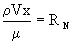 ρVx/μ = R_N